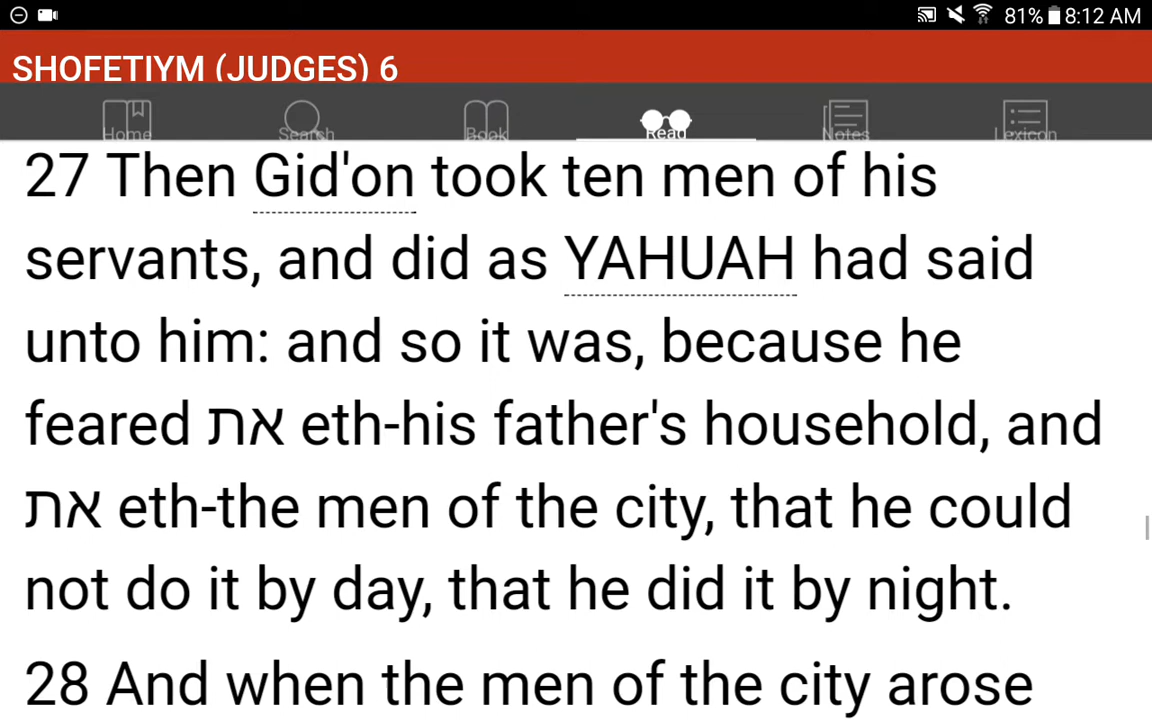 81% 8:12 AM
SHOFETIYM (JUDGES) 6
Home Search Book Read Notes Lexicon
27 Then Gid'on took ten men of his
servants, and did as YAHUAH had said
unto him: and so it was, because he
feared את eth-his father's household, and
את eth-the men of the city, that he could
not do it by day, that he did it by night.
28 And when the men of the city arose